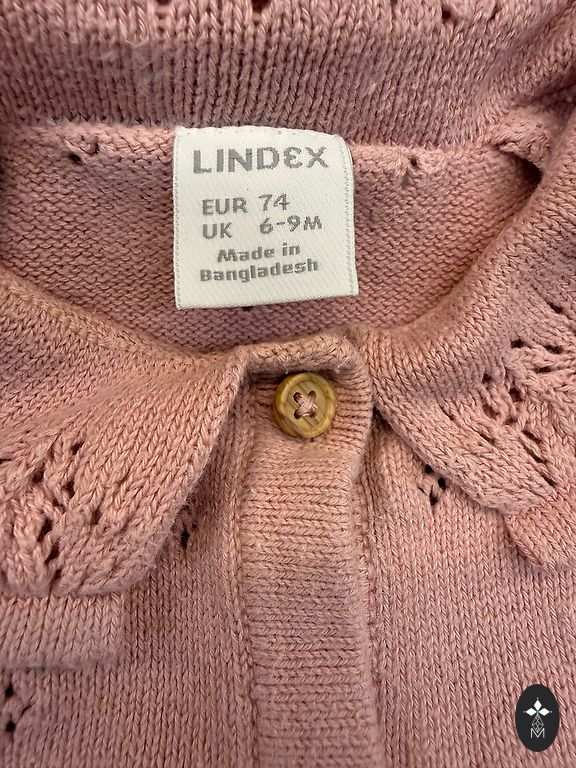 LINDEX
EUR 74
UK 6-9M
Made in
Bangladesh
M